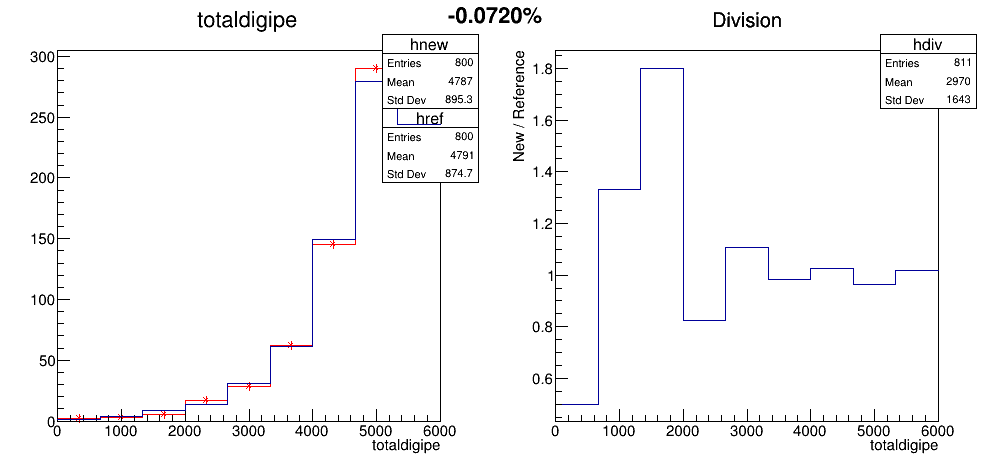 -0.0720%
totaldigipe
hnew
Entries 800
Mean 4787
Std Dev 895.3
href
Entries 800
Mean 4791
Std Dev 874.7
300
250
200
150
100
50
0
0 1000 2000 3000 4000 5000 6000
totaldigipe
Division
hdiv
Entries 811
Mean 2970
Std Dev 1643
New / Reference
1.8
1.6
1.4
1.2
1
0.8
0.6
0 1000 2000 3000 4000 5000 6000
totaldigipe